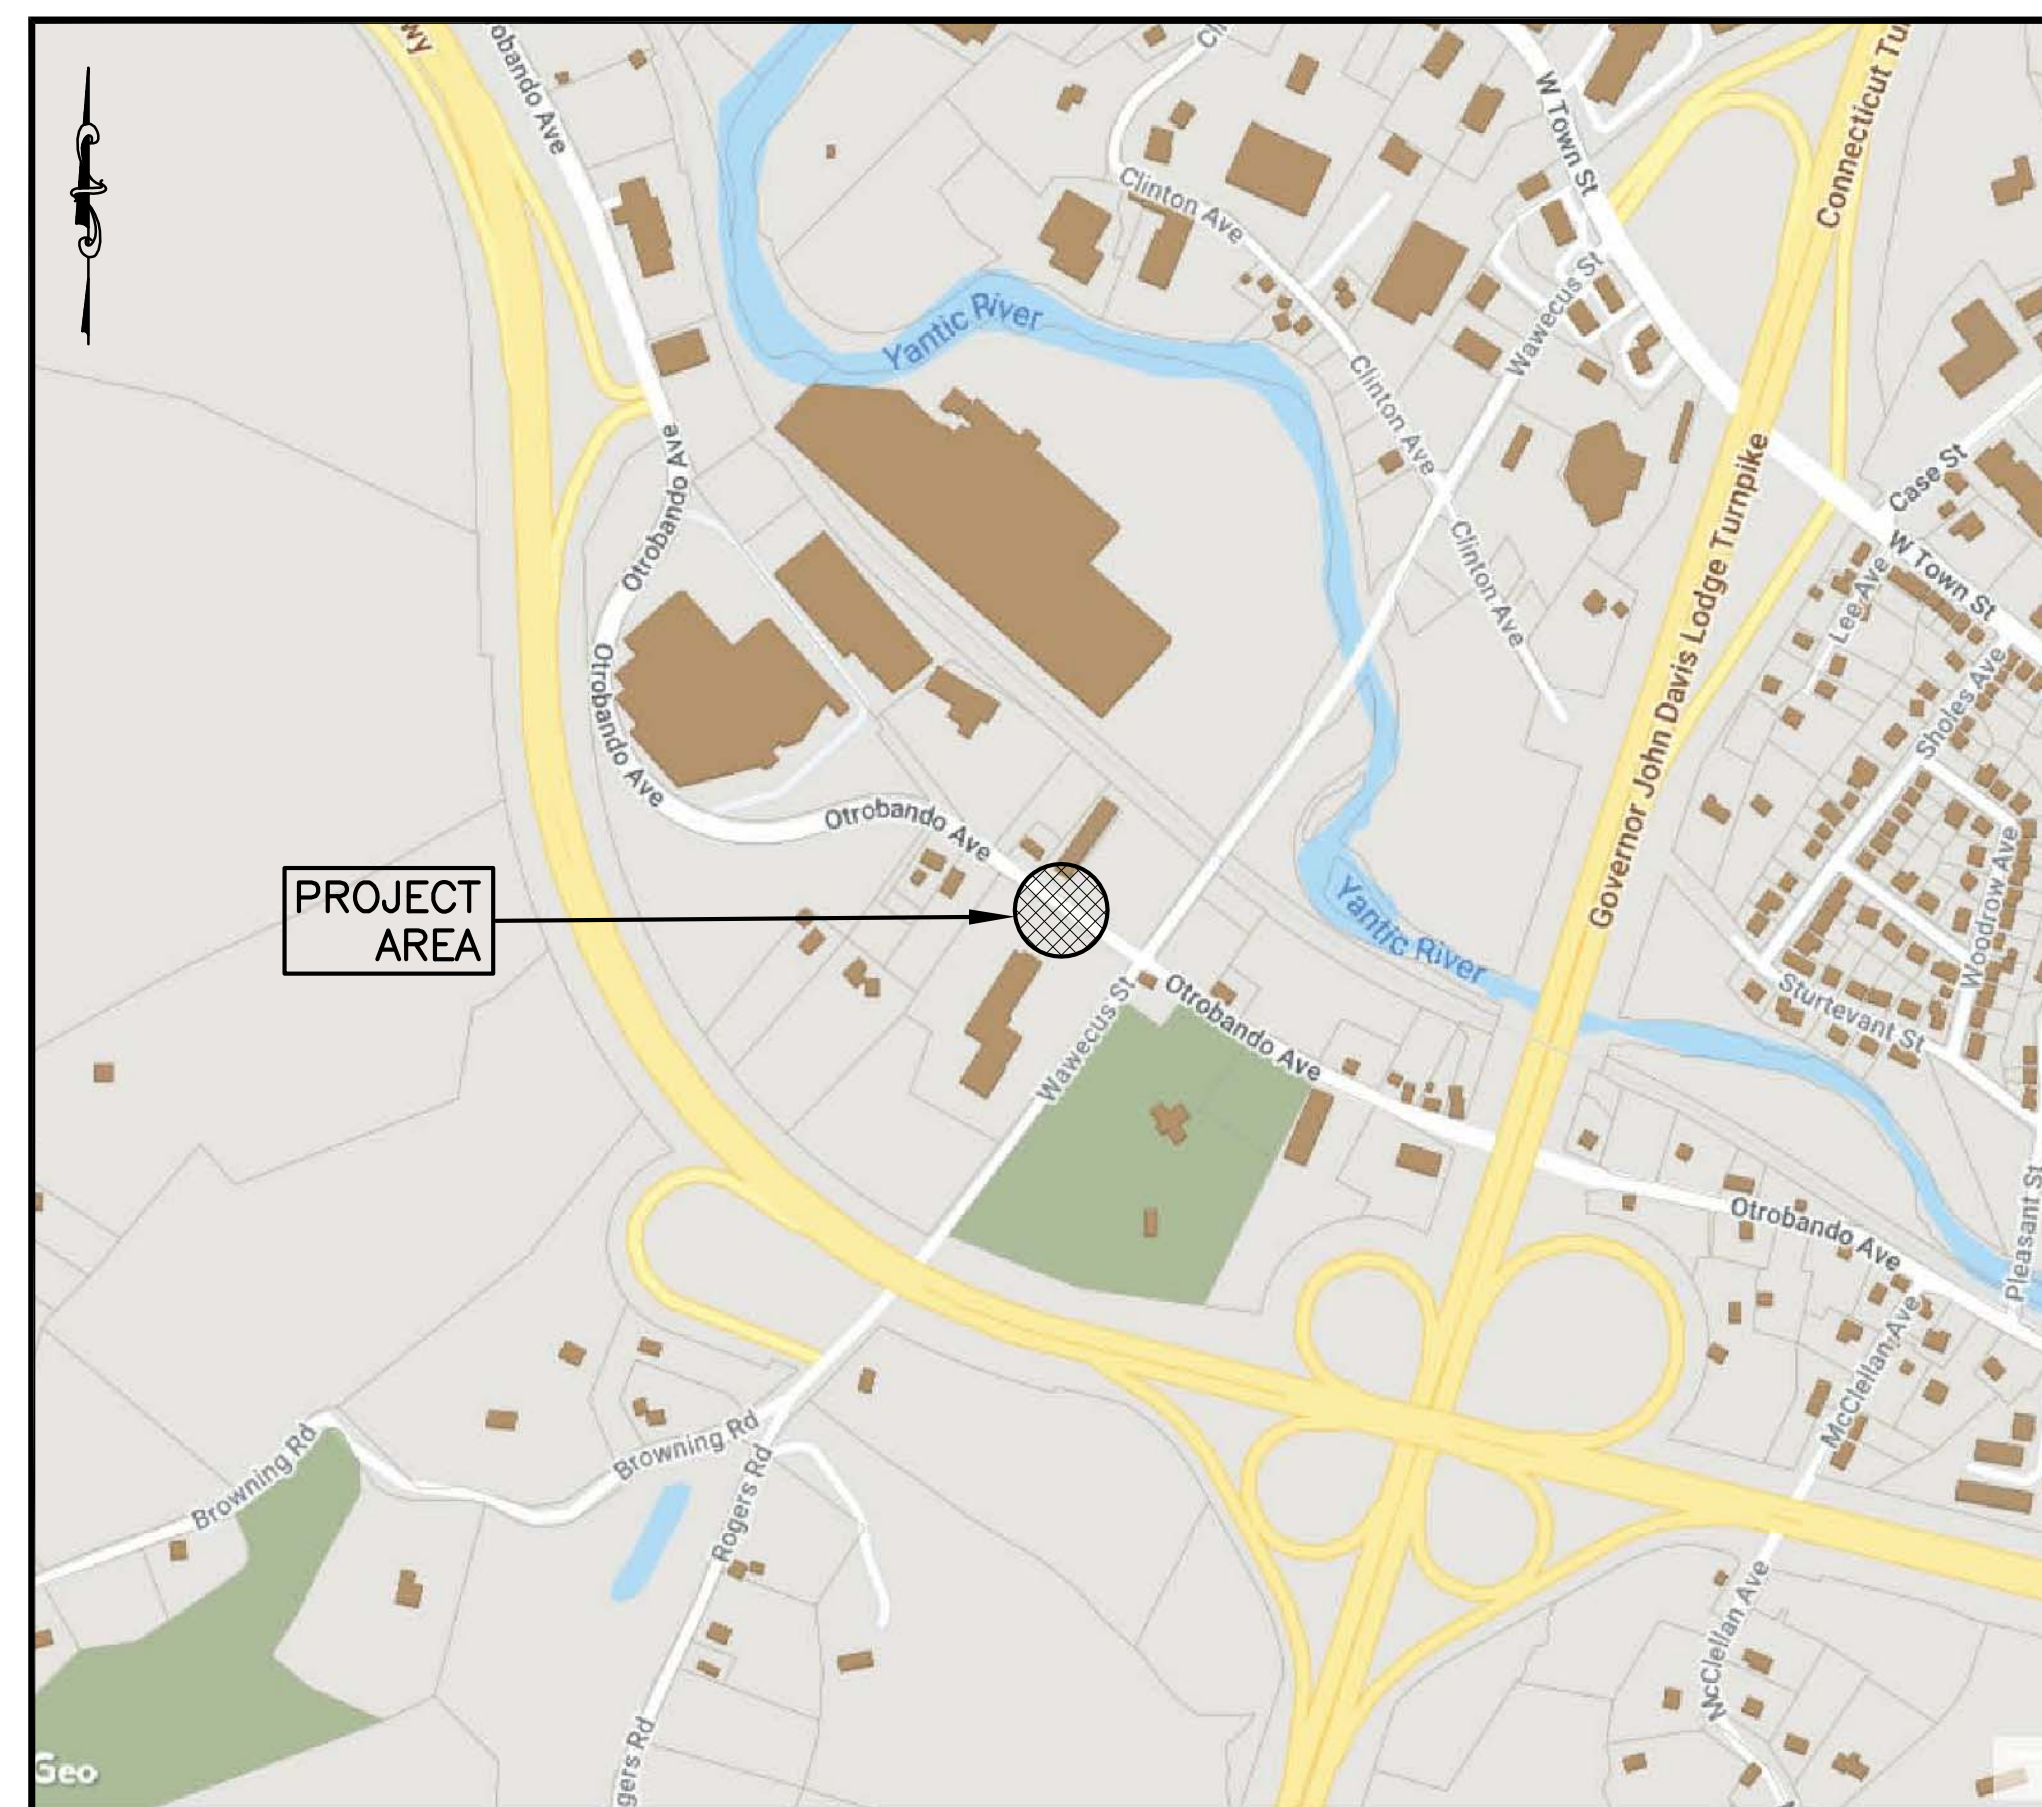 wy
obando Ave
Cl
W Town St
Connecticut Tu
Clinton Ave
Yantic River
Wawecus St
Clinton Ave
Otrobando Ave
Governor John Davis Lodge Turnpike
Case St
W Town St
Clinton Ave
Lee Ave
Otrobando Ave
Sholes Ave
Otrobando Ave
PROJECT
AREA
Yantic River
Woodrow Ave
Wawecus St
Otrobando Ave
Sturtevant St
Pleasant St
Otrobando Ave
McClellan Ave
Browning Rd
Browning Rd
Rogers Rd
McClellan Ave
gers Rd
Geo